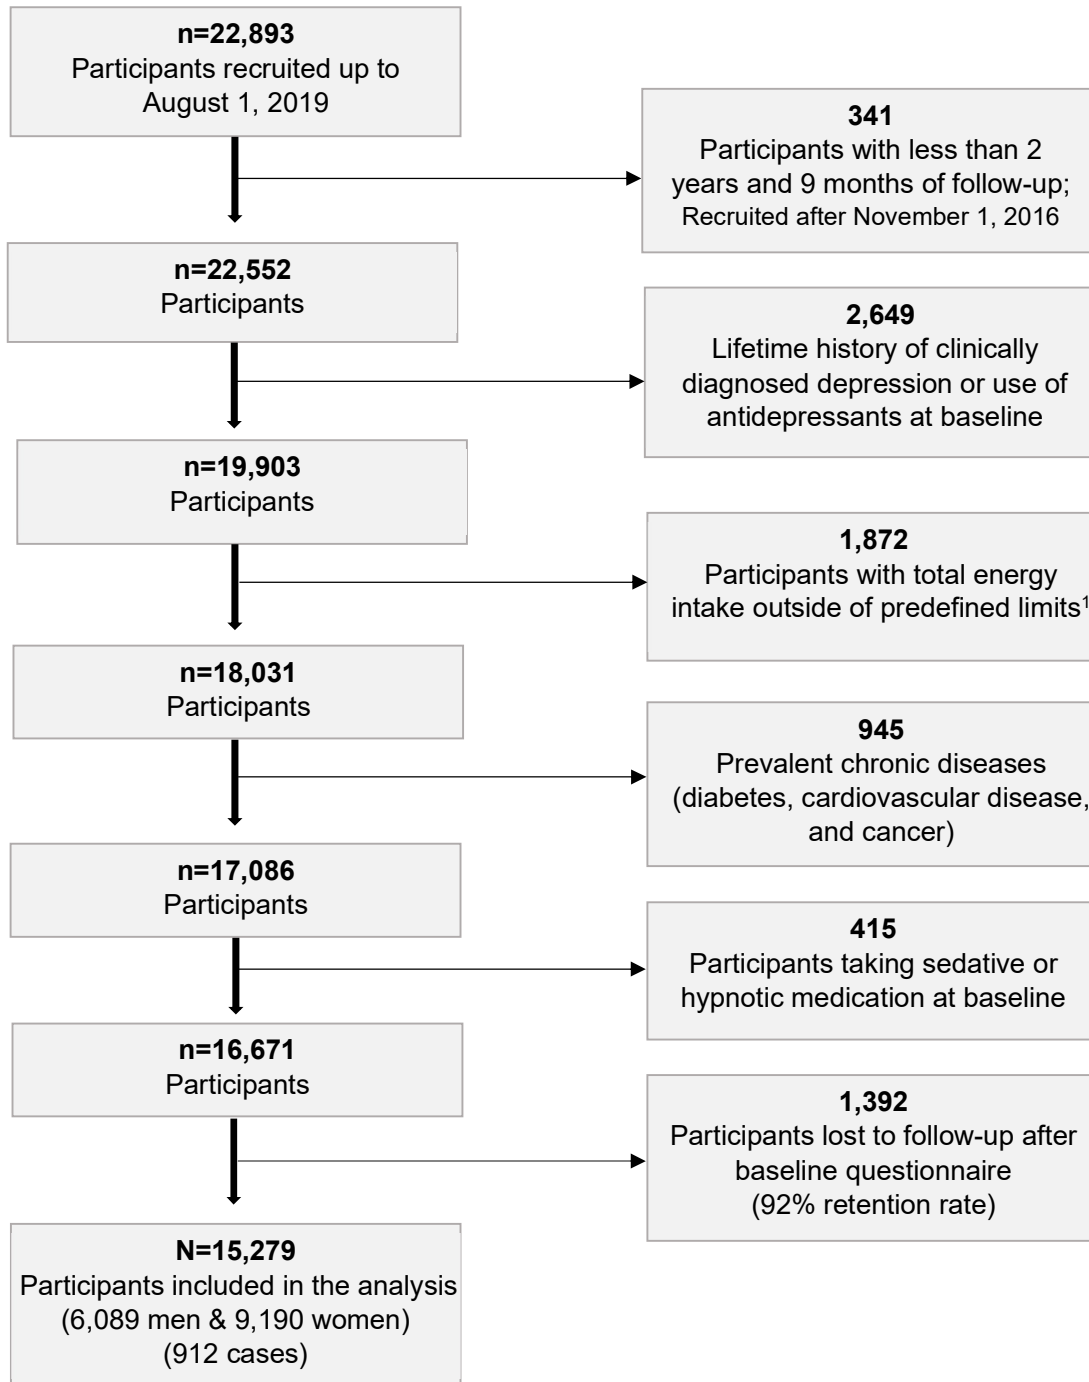 n=22,893
Participants recruited up to
August 1, 2019
341
Participants with less than 2
years and 9 months of follow-up;
Recruited after November 1, 2016
n=22,552
Participants
2,649
Lifetime history of clinically
diagnosed depression or use of
antidepressants at baseline
n=19,903
Participants
1,872
Participants with total energy
intake outside of predefined limits¹
n=18,031
Participants
945
Prevalent chronic diseases
(diabetes, cardiovascular disease,
and cancer)
n=17,086
Participants
415
Participants taking sedative or
hypnotic medication at baseline
n=16,671
Participants
1,392
Participants lost to follow-up after
baseline questionnaire
(92% retention rate)
N=15,279
Participants included in the analysis
(6,089 men & 9,190 women)
(912 cases)